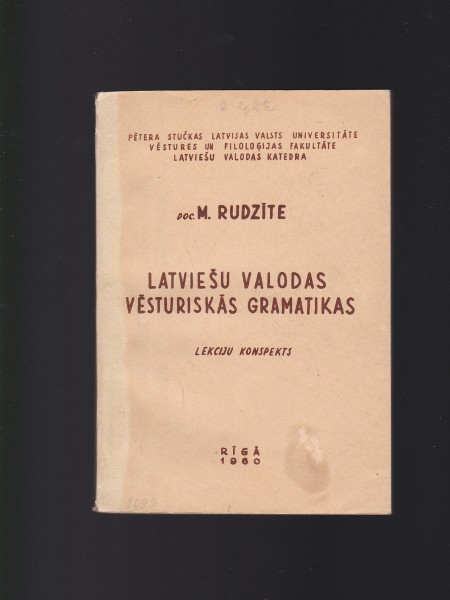 PĒTERA STUČKAS LATVIJAS VALSTS UNIVERSITĀTE
VĒSTURES UN FILOLOĢIJAS FAKULTĀTE
LATVIEŠU VALODAS KATEDRA
DOC. M. RUDZĪTE
LATVIEŠU VALODAS
VĒSTURISKĀS GRAMATIKAS
LEKCIJU KONSPEKTS
RĪGĀ
1960